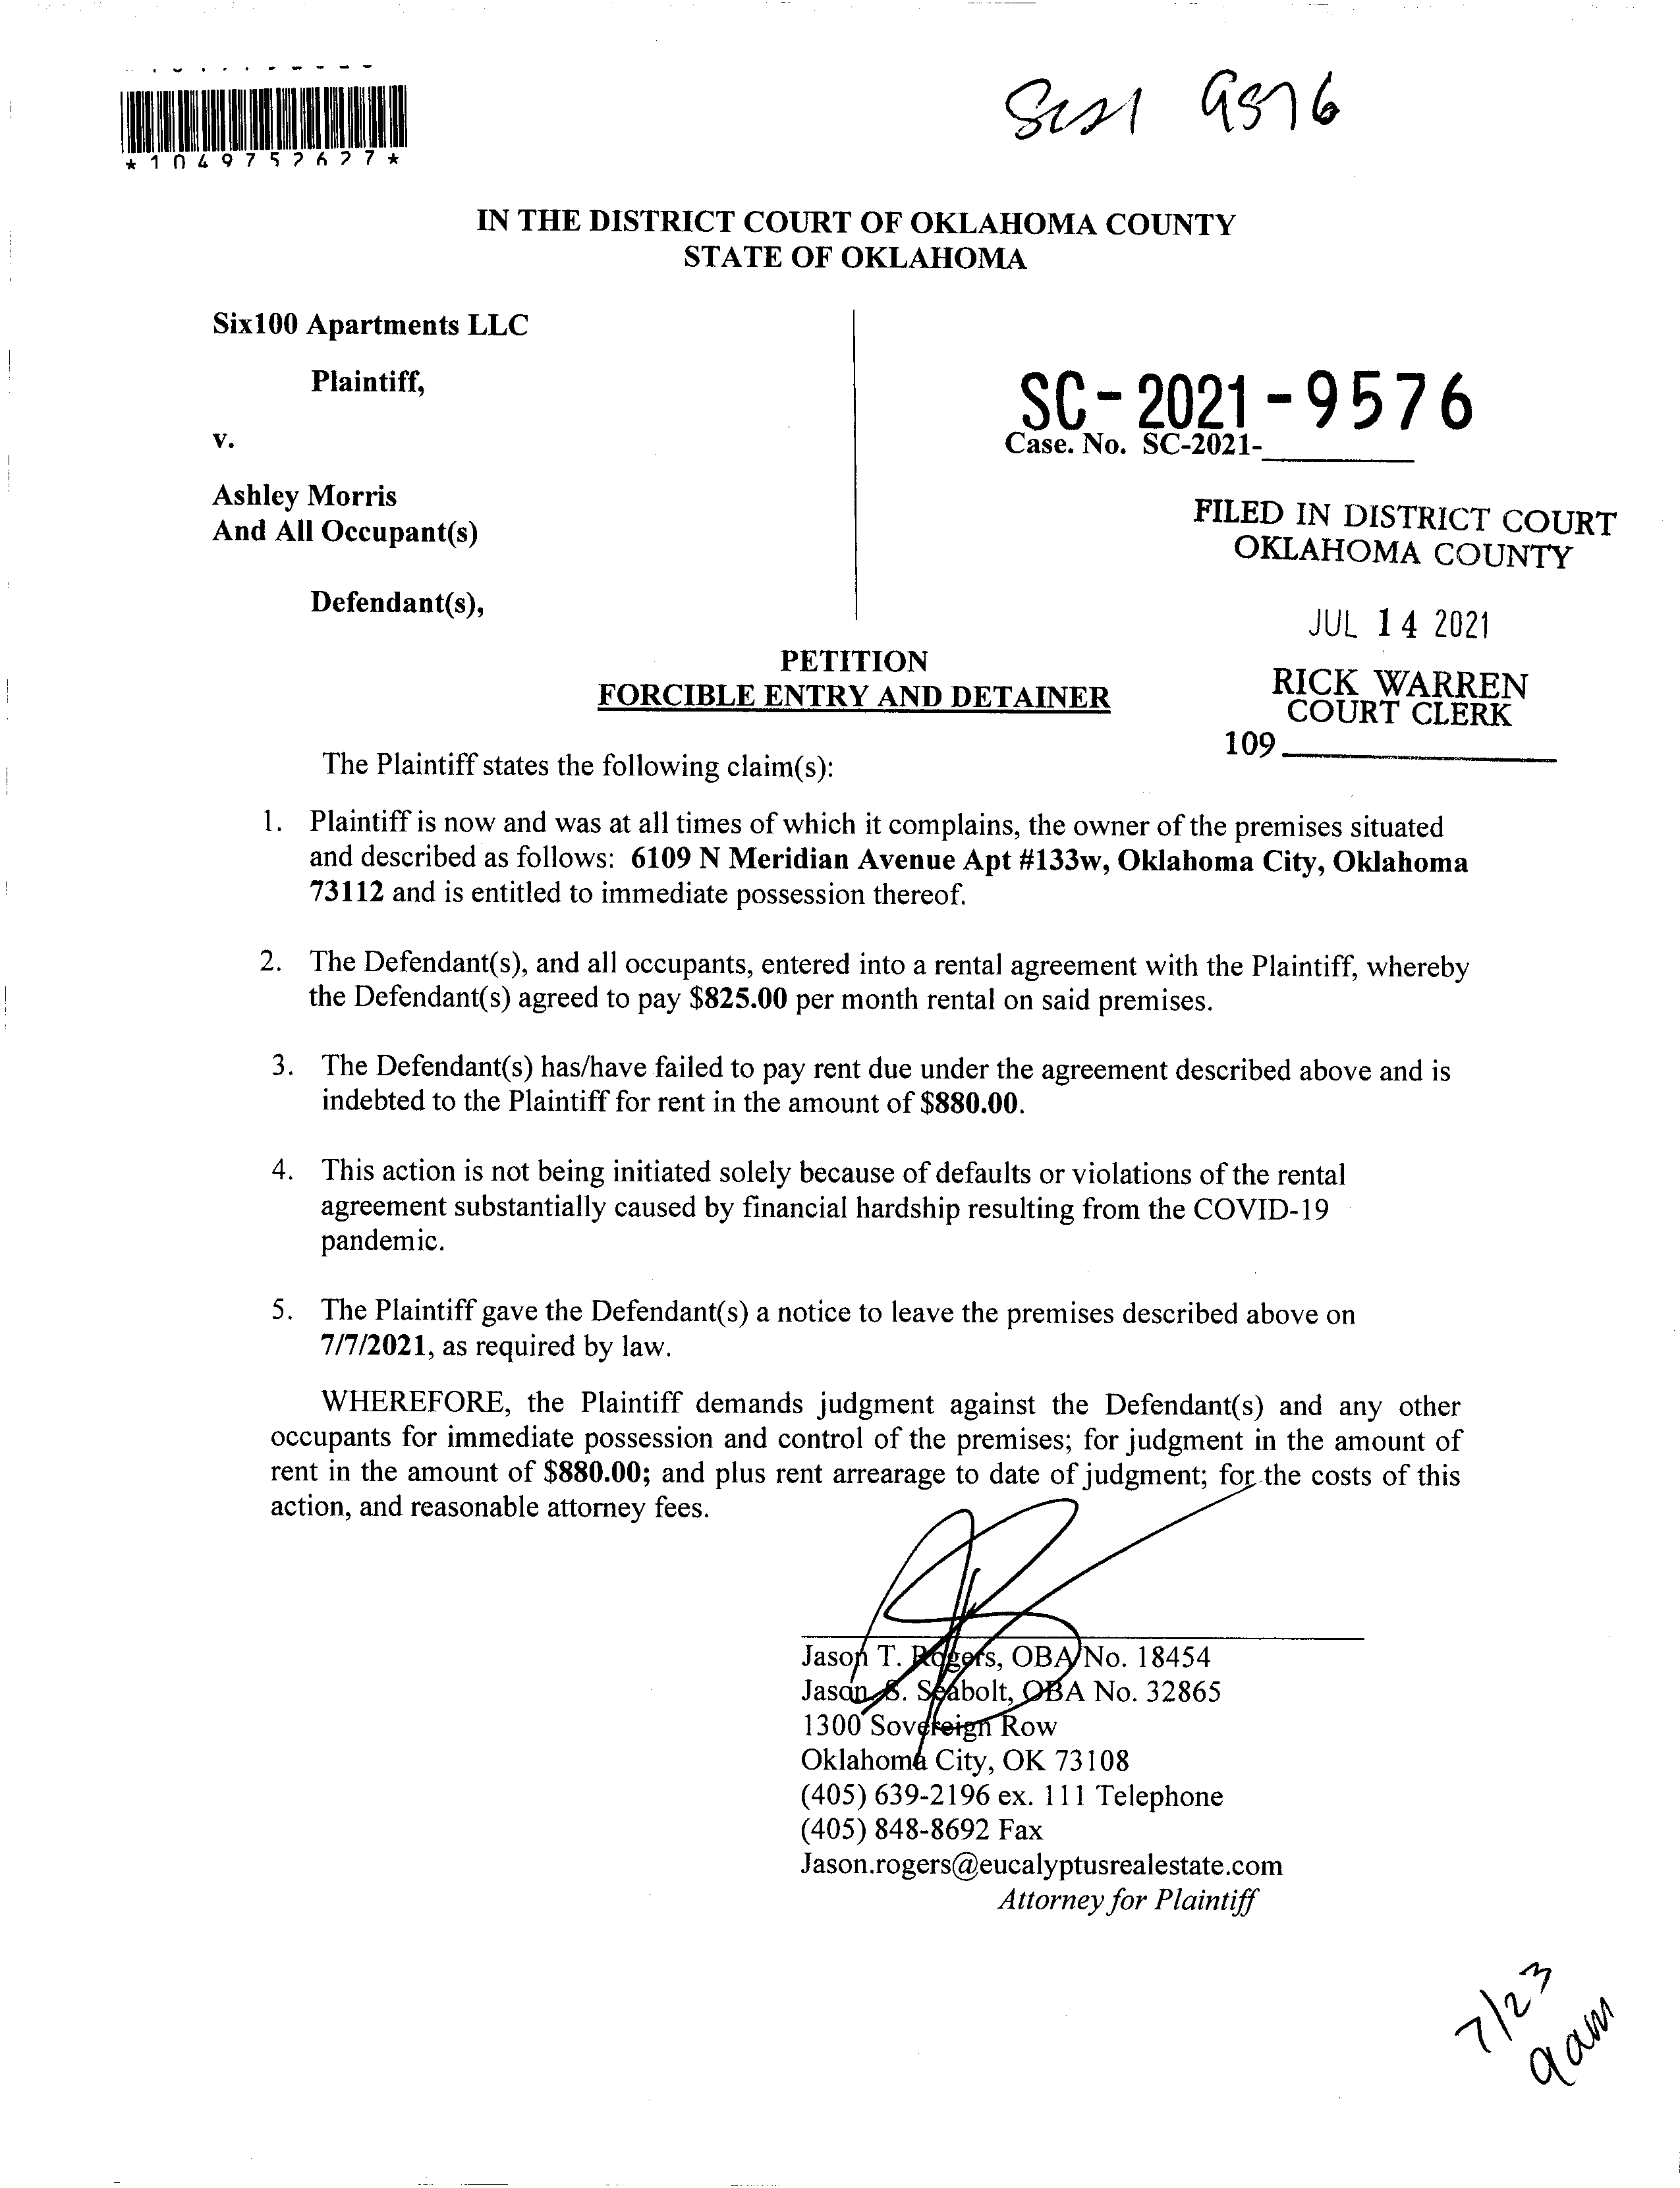 *1049752627*
SC21 9576
IN THE DISTRICT COURT OF OKLAHOMA COUNTY
STATE OF OKLAHOMA
Six100 Apartments LLC
Plaintiff,
v.
Ashley Morris
And All Occupant(s)
Defendant(s),
SC-2021-9576
Case. No. SC-2021-
FILED IN DISTRICT COURT
OKLAHOMA COUNTY
JUL 14 2021
RICK WARREN
COURT CLERK
109
PETITION
FORCIBLE ENTRY AND DETAINER
The Plaintiff states the following claim(s):
1. Plaintiff is now and was at all times of which it complains, the owner of the premises situated
and described as follows: 6109 N Meridian Avenue Apt #133w, Oklahoma City, Oklahoma
73112 and is entitled to immediate possession thereof.
2. The Defendant(s), and all occupants, entered into a rental agreement with the Plaintiff, whereby
the Defendant(s) agreed to pay $825.00 per month rental on said premises.
3. The Defendant(s) has/have failed to pay rent due under the agreement described above and is
indebted to the Plaintiff for rent in the amount of $880.00.
4. This action is not being initiated solely because of defaults or violations of the rental
agreement substantially caused by financial hardship resulting from the COVID-19
pandemic.
5. The Plaintiff gave the Defendant(s) a notice to leave the premises described above on
7/7/2021, as required by law.
WHEREFORE, the Plaintiff demands judgment against the Defendant(s) and any other
occupants for immediate possession and control of the premises; for judgment in the amount of
rent in the amount of $880.00; and plus rent arrearage to date of judgment; for the costs of this
action, and reasonable attorney fees.
Jason T. Rogers, OBA No. 18454
Jason S. Seabolt, OBA No. 32865
1300 Sovereign Row
Oklahoma City, OK 73108
(405) 639-2196 ex. 111 Telephone
(405) 848-8692 Fax
Jason.rogers@eucalyptusrealestate.com
Attorney for Plaintiff
7/23
9am